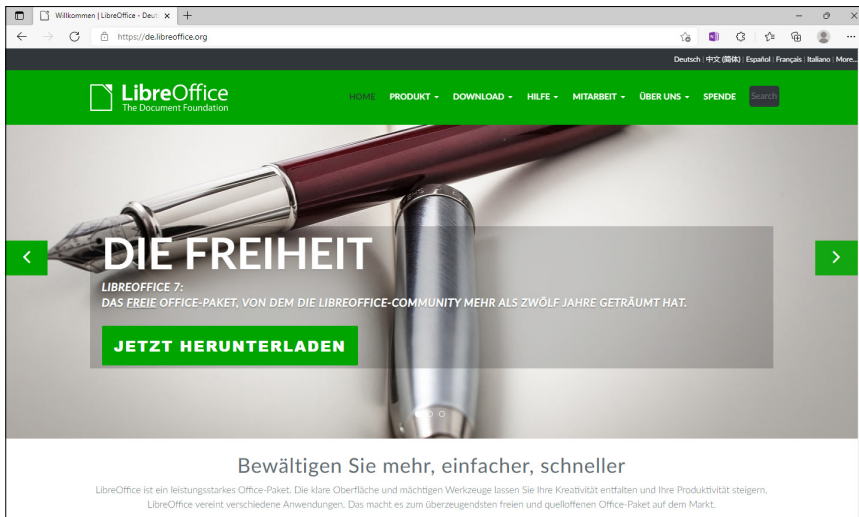 Willkommen | LibreOffice - Deut
https://de.libreoffice.org
Deutsch | 中文 (简体) | Español | Français | Italiano | More...
LibreOffice
The Document Foundation
HOME PRODUKT DOWNLOAD HILFE MITARBEIT ÜBER UNS SPENDE Search
DIE FREIHEIT
LIBREOFFICE 7:
DAS FREIE OFFICE-PAKET, VON DEM DIE LIBREOFFICE-COMMUNITY MEHR ALS ZWÖLF JAHRE GETRÄUMT HAT.
JETZT HERUNTERLADEN
Bewältigen Sie mehr, einfacher, schneller
LibreOffice ist ein leistungsstarkes Office-Paket. Die klare Oberfläche und mächtigen Werkzeuge lassen Sie Ihre Kreativität entfalten und Ihre Produktivität steigern.
LibreOffice vereint verschiedene Anwendungen. Das macht es zum überzeugendsten freien und quelloffenen Office-Paket auf dem Markt.